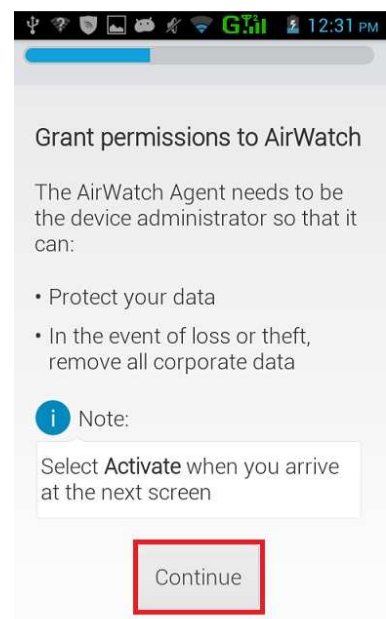 G 12:31 PM
Grant permissions to AirWatch
The AirWatch Agent needs to be
the device administrator so that it
can:
• Protect your data
• In the event of loss or theft,
remove all corporate data
i Note:
Select Activate when you arrive
at the next screen
Continue